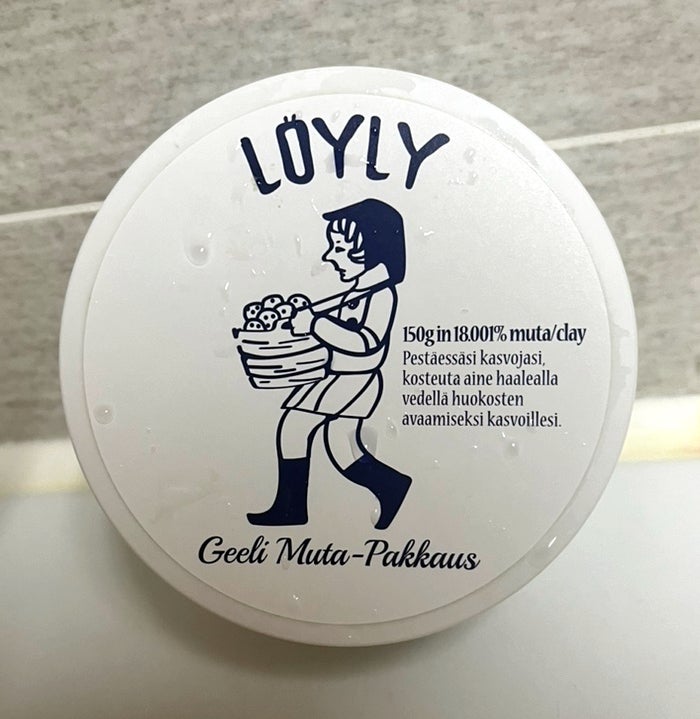 LÖYLY
150g in 18.001% muta/clay
Pestäessäsi kasvojasi,
kosteuta aine haalealla
vedellä huokosten
avaamiseksi kasvoillesi.
Geeli Muta-Pakkaus